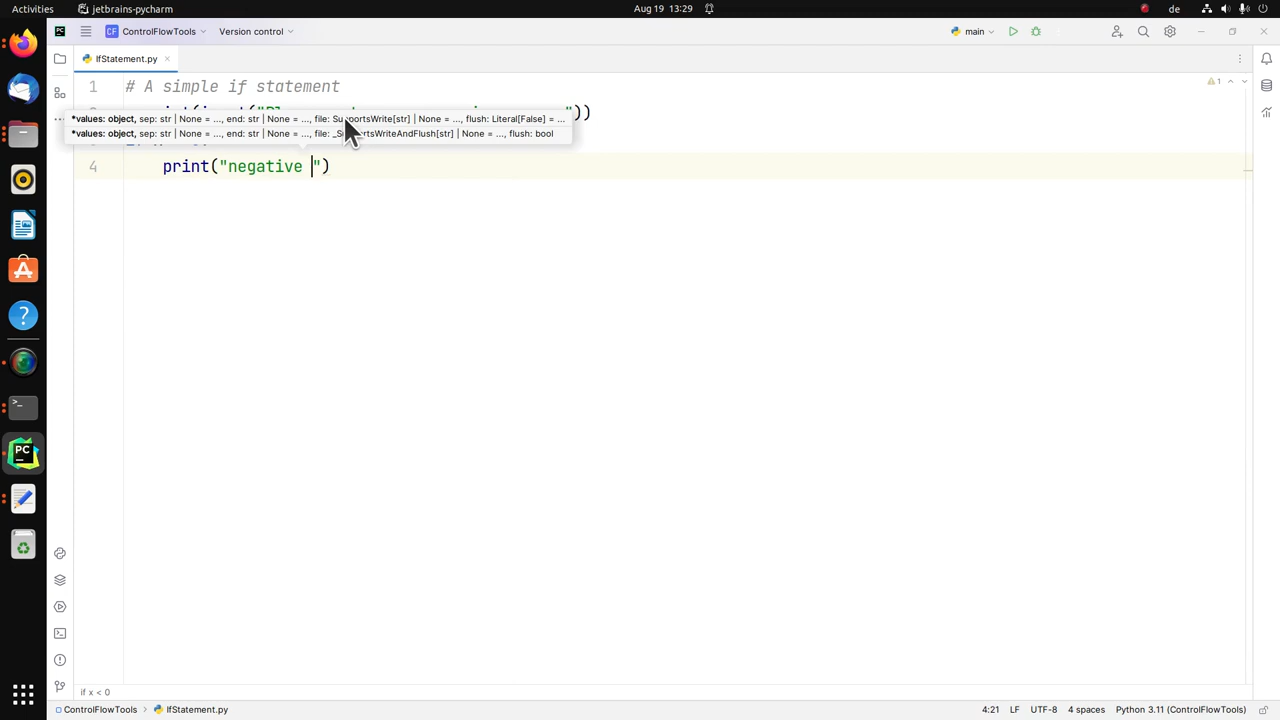 Activities jetbrains-pycharm Aug 19 13:29 de
PC CF ControlFlowTools Version control main
IfStatement.py
1 # A simple if statement 1
"))
*values: object, sep: str | None = ..., end: str | None = ..., file: SupportsWrite[str] | None = ..., flush: Literal[False] = ...
*values: object, sep: str | None = ..., end: str | None = ..., file: _SupportsWriteAndFlush[str] | None = ..., flush: bool
4 print("negative ")
PC
if x < 0
ControlFlowTools > IfStatement.py 4:21 LF UTF-8 4 spaces Python 3.11 (ControlFlowTools)